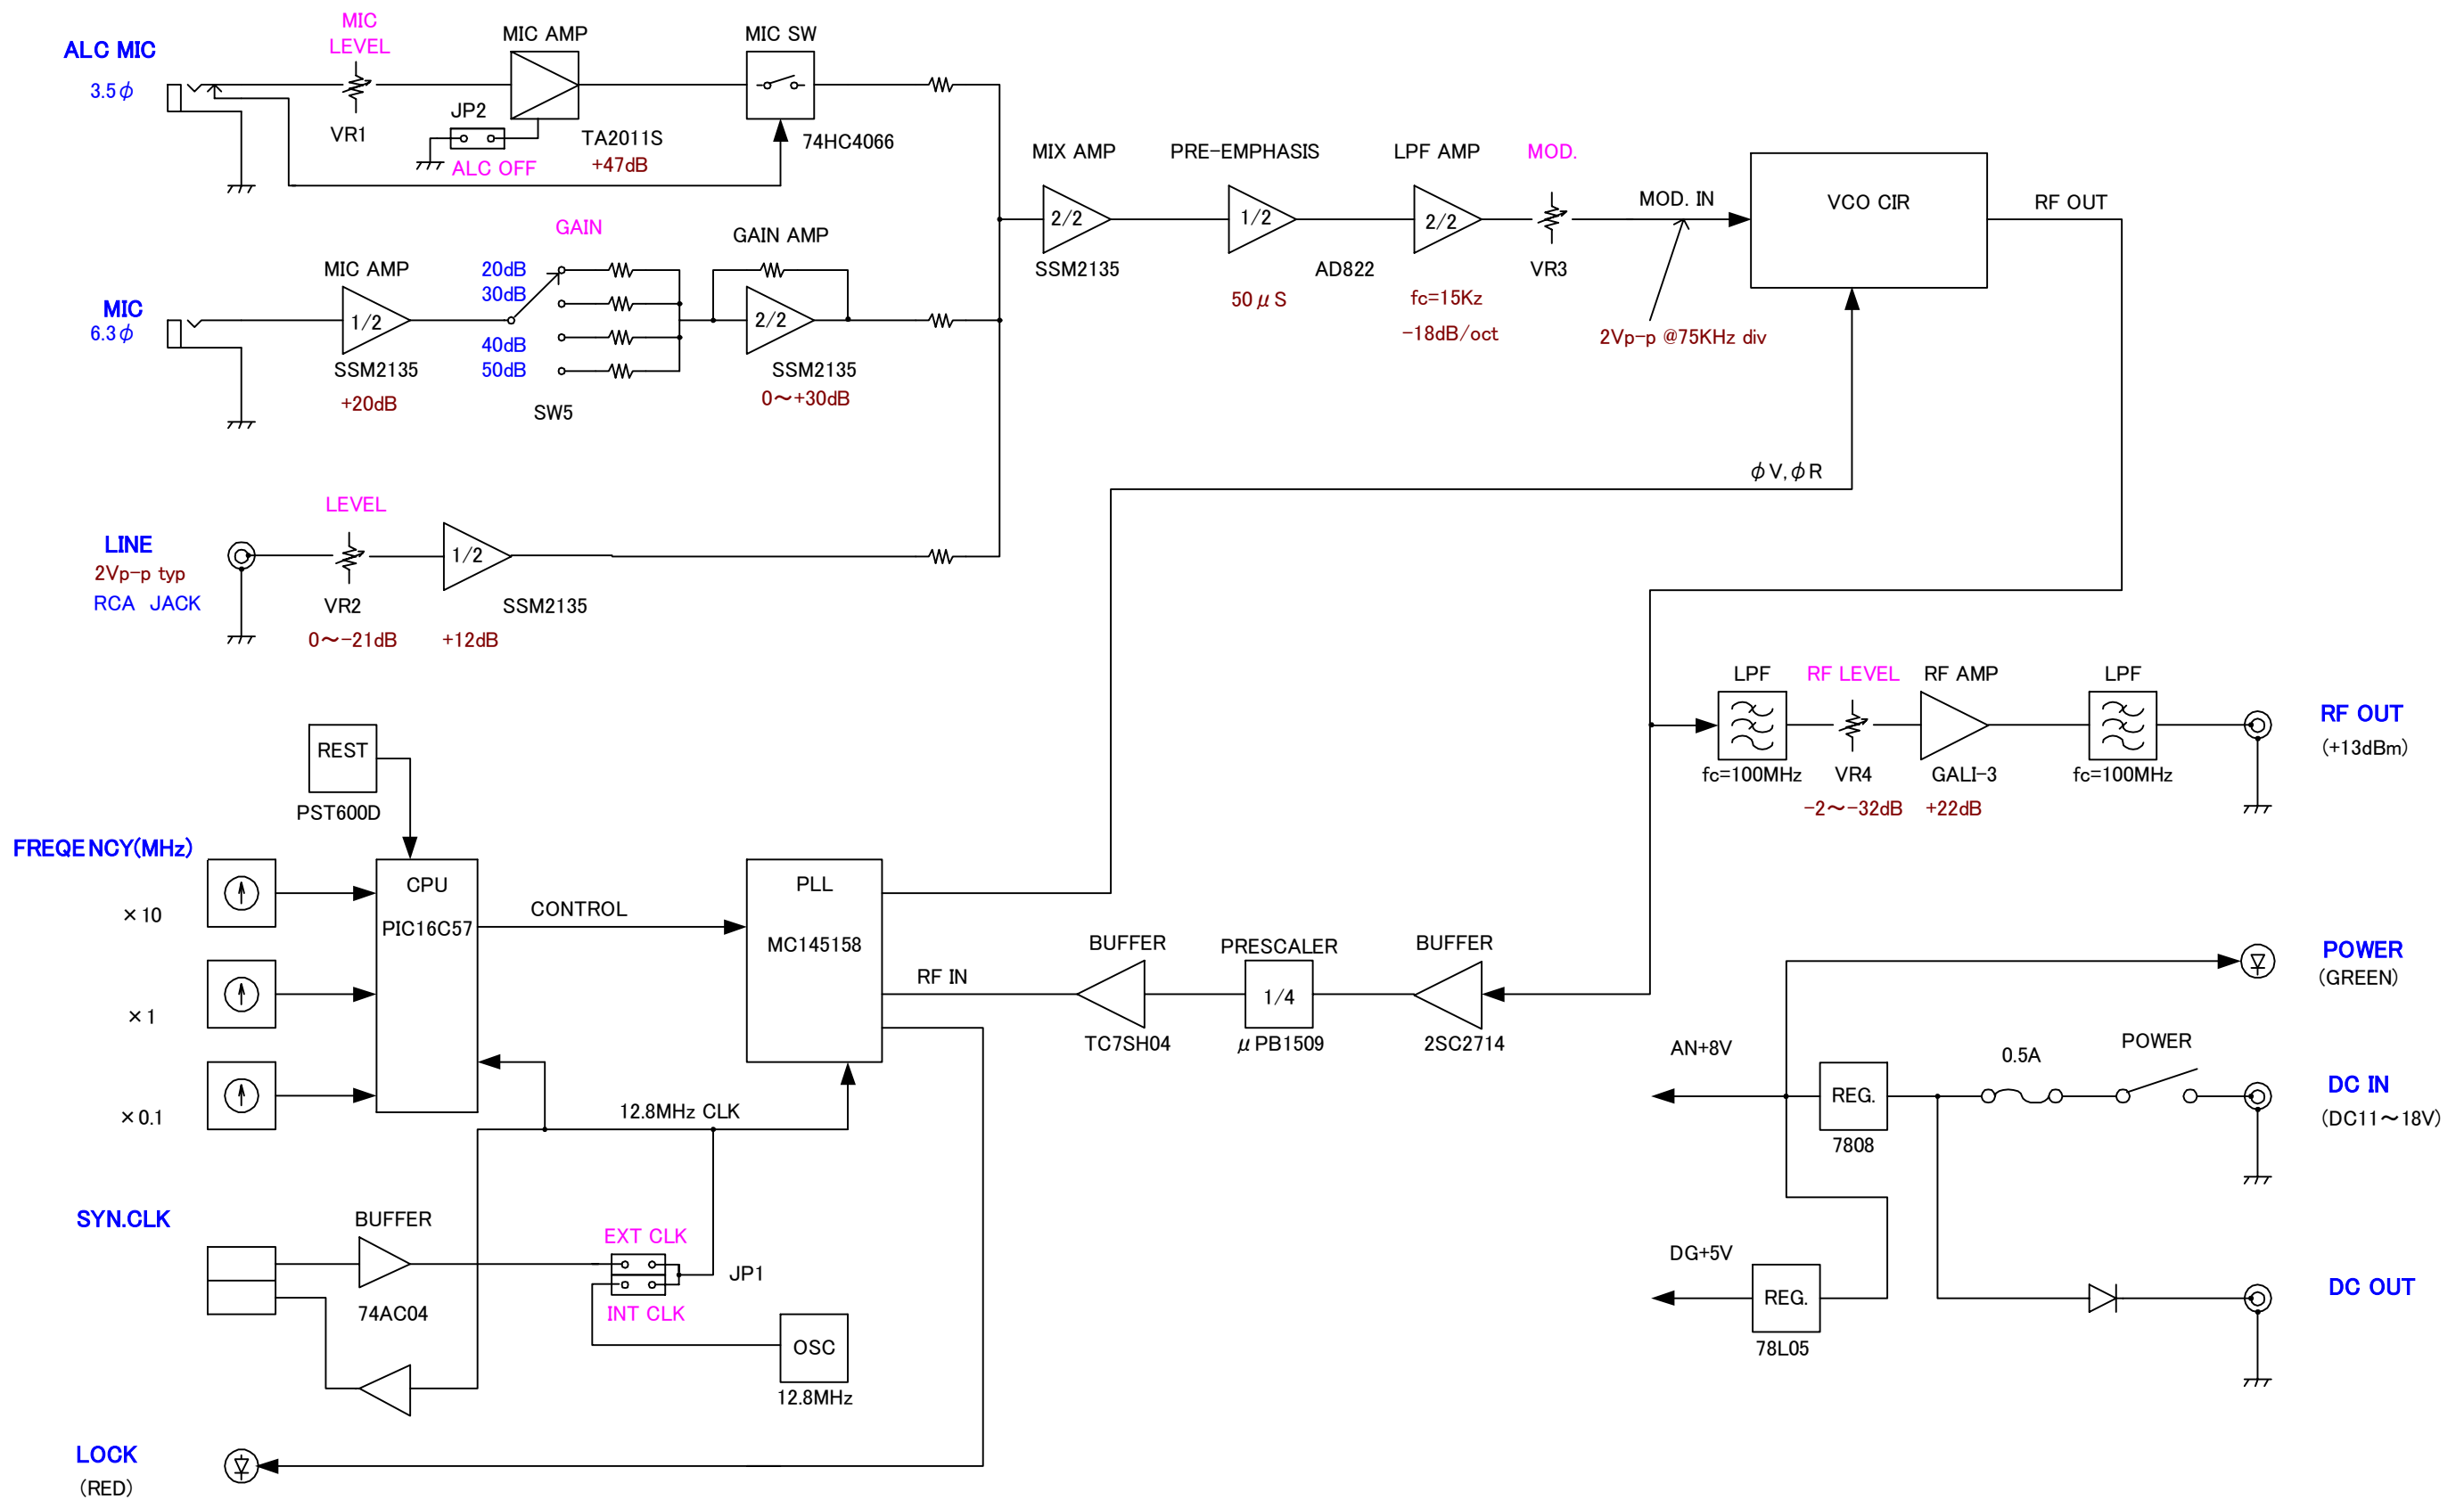 ALC MIC
3.5φ
MIC
LEVEL
VR1
MIC AMP
JP2
ALC OFF
TA2011S
+47dB
MIC SW
74HC4066
MIC
6.3φ
MIC AMP
1/2
SSM2135
+20dB
GAIN
20dB
30dB
40dB
50dB
SW5
GAIN AMP
2/2
SSM2135
0～+30dB
LINE
2Vp-p typ
RCA JACK
LEVEL
VR2
0～-21dB
1/2
SSM2135
+12dB
MIX AMP
2/2
SSM2135
PRE-EMPHASIS
1/2
50μS
AD822
LPF AMP
2/2
fc=15Kz
-18dB/oct
MOD.
VR3
MOD. IN
2Vp-p @75KHz div
VCO CIR
RF OUT
φV,φR
LPF
fc=100MHz
RF LEVEL
VR4
-2～-32dB
RF AMP
GALI-3
+22dB
LPF
fc=100MHz
RF OUT
(+13dBm)
REST
PST600D
FREQENCY(MHz)
×10
×1
×0.1
CPU
PIC16C57
CONTROL
PLL
MC145158
RF IN
BUFFER
TC7SH04
PRESCALER
1/4
μPB1509
BUFFER
2SC2714
12.8MHz CLK
SYN.CLK
BUFFER
74AC04
EXT CLK
JP1
INT CLK
OSC
12.8MHz
LOCK
(RED)
POWER
(GREEN)
AN+8V
REG.
7808
0.5A
POWER
DC IN
(DC11～18V)
DG+5V
REG.
78L05
DC OUT